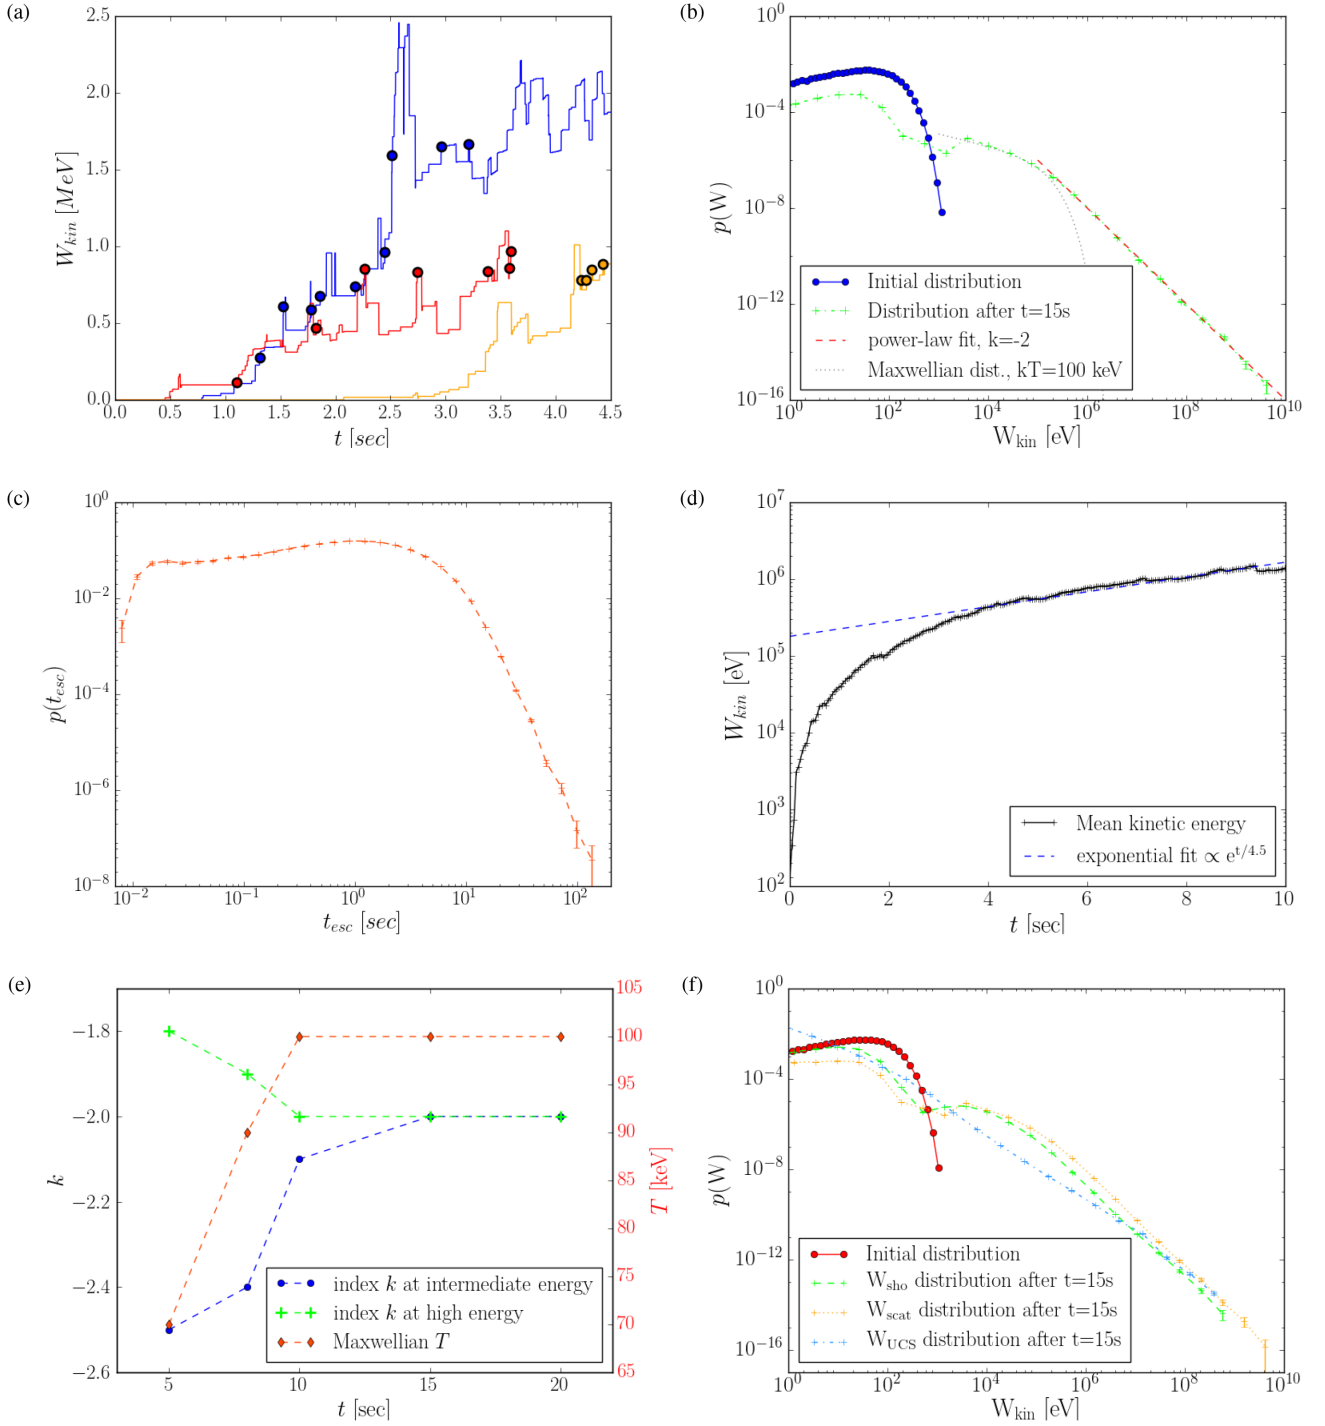 (a)
2.5
2.0
1.5
1.0
0.5
0.0
W_kin [MeV]
0.0 0.5 1.0 1.5 2.0 2.5 3.0 3.5 4.0 4.5
t [sec]
(b)
10^0
10^-4
10^-8
10^-12
10^-16
p(W)
Initial distribution
Distribution after t=15s
power-law fit, k=-2
Maxwellian dist., kT=100 keV
10^0 10^2 10^4 10^6 10^8 10^10
W_kin [eV]
(c)
10^0
10^-2
10^-4
10^-6
10^-8
p(t_esc)
10^-2 10^-1 10^0 10^1 10^2
t_esc [sec]
(d)
10^7
10^6
10^5
10^4
10^3
10^2
W_kin [eV]
Mean kinetic energy
exponential fit ∝ e^t/4.5
0 2 4 6 8 10
t [sec]
(e)
−1.8
−2.0
−2.2
−2.4
−2.6
k
105
100
95
90
85
80
75
70
65
T [keV]
index k at intermediate energy
index k at high energy
Maxwellian T
5 10 15 20
t [sec]
(f)
10^0
10^-4
10^-8
10^-12
10^-16
p(W)
Initial distribution
W_sho distribution after t=15s
W_scat distribution after t=15s
W_UCS distribution after t=15s
10^0 10^2 10^4 10^6 10^8 10^10
W_kin [eV]